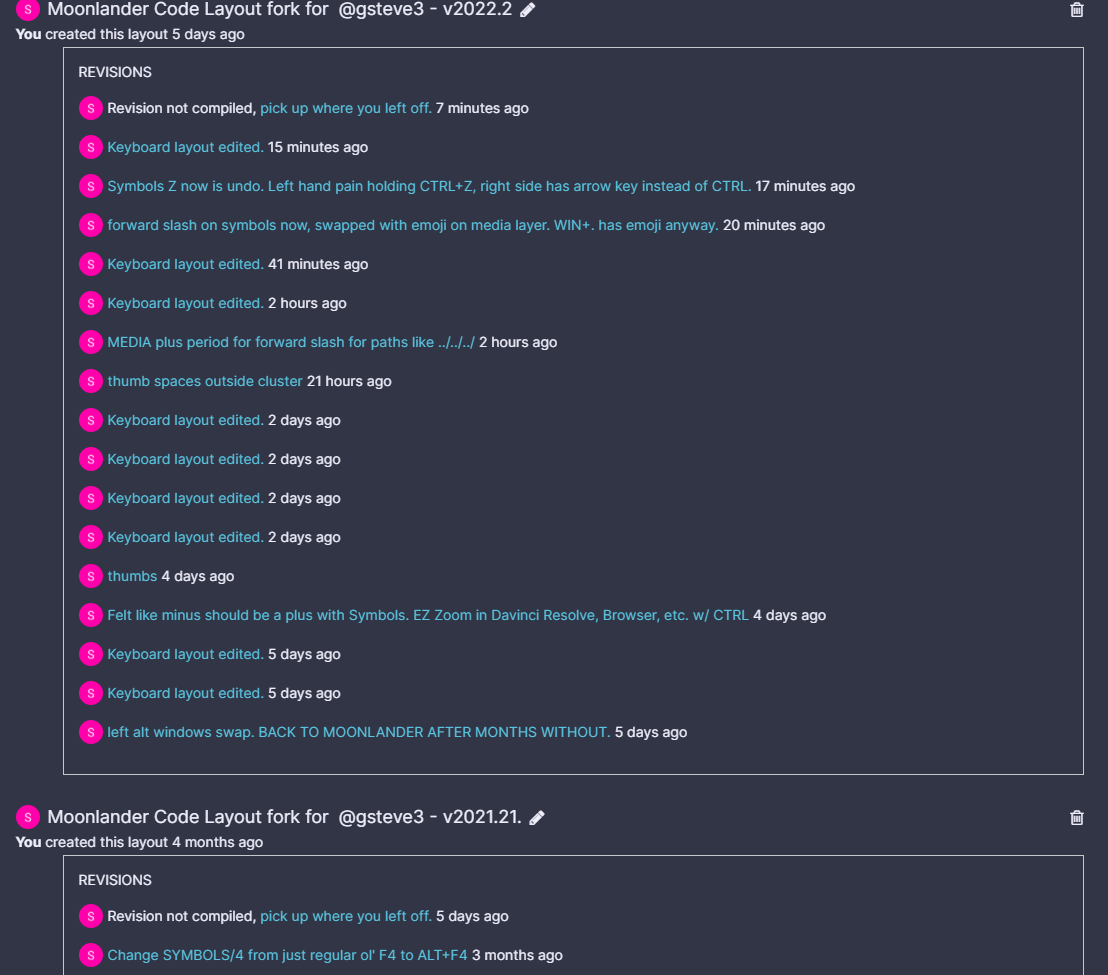 S Moonlander Code Layout fork for @gsteve3 - v2022.2
You created this layout 5 days ago
REVISIONS
S Revision not compiled, pick up where you left off. 7 minutes ago
S Keyboard layout edited. 15 minutes ago
S Symbols Z now is undo. Left hand pain holding CTRL+Z, right side has arrow key instead of CTRL. 17 minutes ago
S forward slash on symbols now, swapped with emoji on media layer. WIN+. has emoji anyway. 20 minutes ago
S Keyboard layout edited. 41 minutes ago
S Keyboard layout edited. 2 hours ago
S MEDIA plus period for forward slash for paths like ../../../ 2 hours ago
S thumb spaces outside cluster 21 hours ago
S Keyboard layout edited. 2 days ago
S Keyboard layout edited. 2 days ago
S Keyboard layout edited. 2 days ago
S Keyboard layout edited. 2 days ago
S thumbs 4 days ago
S Felt like minus should be a plus with Symbols. EZ Zoom in Davinci Resolve, Browser, etc. w/ CTRL 4 days ago
S Keyboard layout edited. 5 days ago
S Keyboard layout edited. 5 days ago
S left alt windows swap. BACK TO MOONLANDER AFTER MONTHS WITHOUT. 5 days ago
S Moonlander Code Layout fork for @gsteve3 - v2021.21.
You created this layout 4 months ago
REVISIONS
S Revision not compiled, pick up where you left off. 5 days ago
S Change SYMBOLS/4 from just regular ol' F4 to ALT+F4 3 months ago